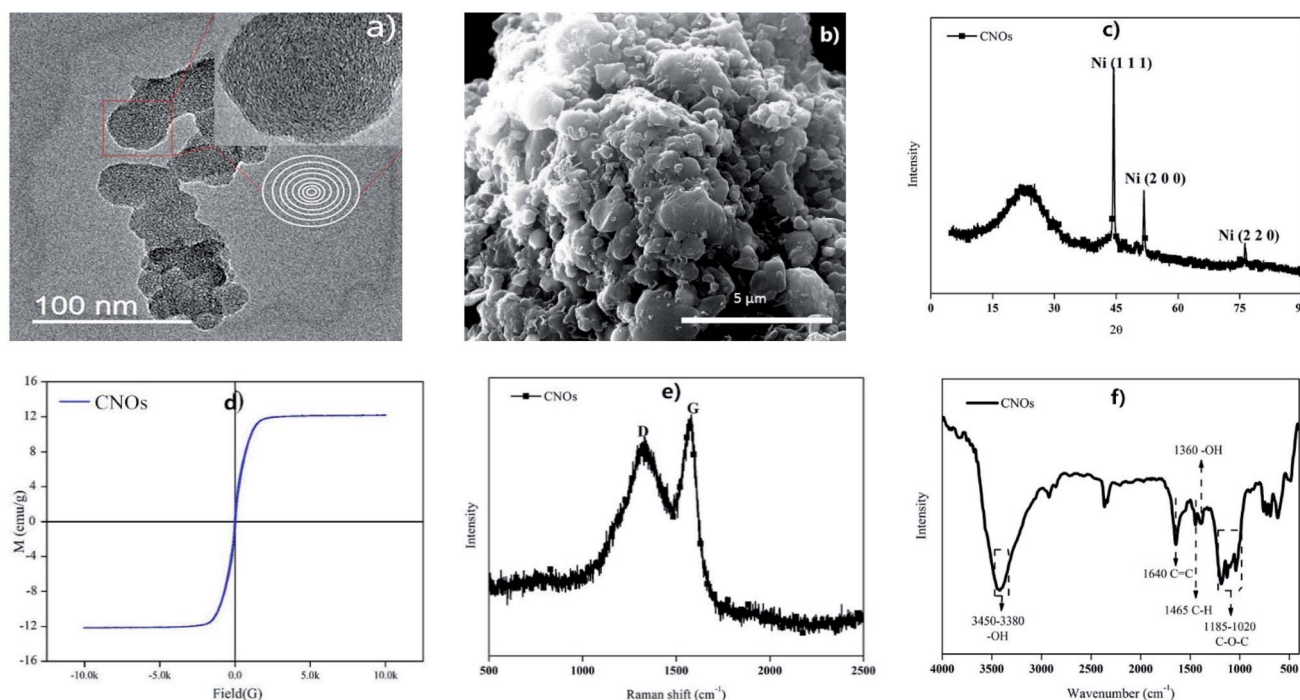 a)
100 nm
b)
5 μm
c)
CNOs
Ni (1 1 1)
Ni (2 0 0)
Ni (2 2 0)
Intensity
0 15 30 45 60 75 9
2θ
d)
CNOs
M (emu/g)
16
12
8
4
0
-4
-8
-12
-16
-10.0k -5.0k 0.0 5.0k 10.0k
Field(G)
e)
CNOs
D
G
Intensity
500 1000 1500 2000 2500
Raman shift (cm⁻¹)
f)
CNOs
1360 -OH
1640 C=C
1465 C-H
3450-3380
-OH
1185-1020
C-O-C
Intensity
4000 3500 3000 2500 2000 1500 1000 500
Wavenumber (cm⁻¹)